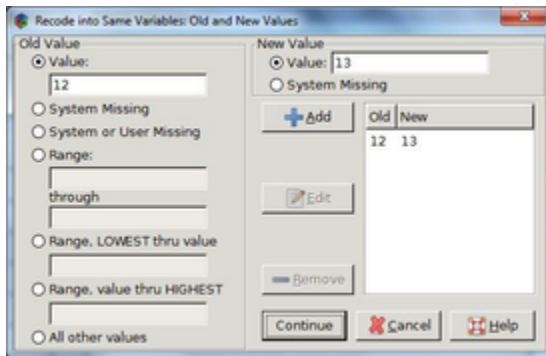 Recode into Same Variables: Old and New Values
Old Value
Value:
12
System Missing
System or User Missing
Range:
through
Range, LOWEST thru value
Range, value thru HIGHEST
All other values
New Value
Value: 13
System Missing
Add
Edit
Remove
Old New
12 13
Continue Cancel Help